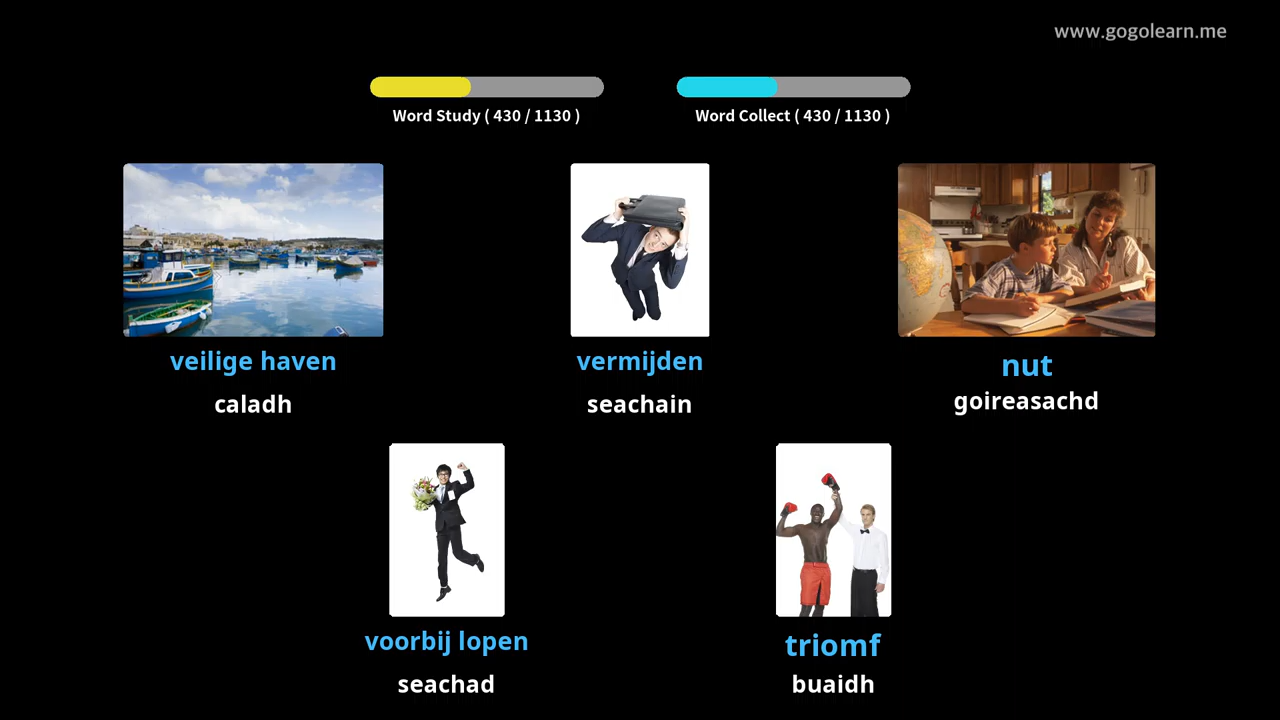 www.gogolearn.me
Word Study ( 430 / 1130 )
Word Collect ( 430 / 1130 )
veilige haven
caladh
vermijden
seachain
nut
goireasachd
voorbij lopen
seachad
triomf
buaidh